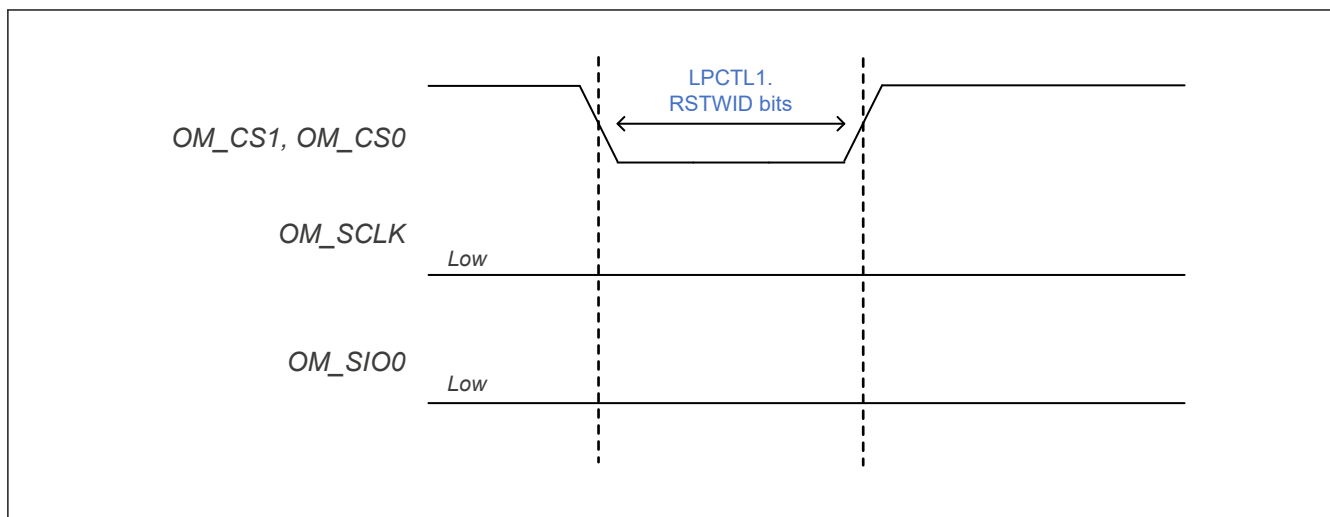 LPCTL1.
RSTWID bits
OM_CS1, OM_CS0
OM_SCLK
Low
OM_SIO0
Low